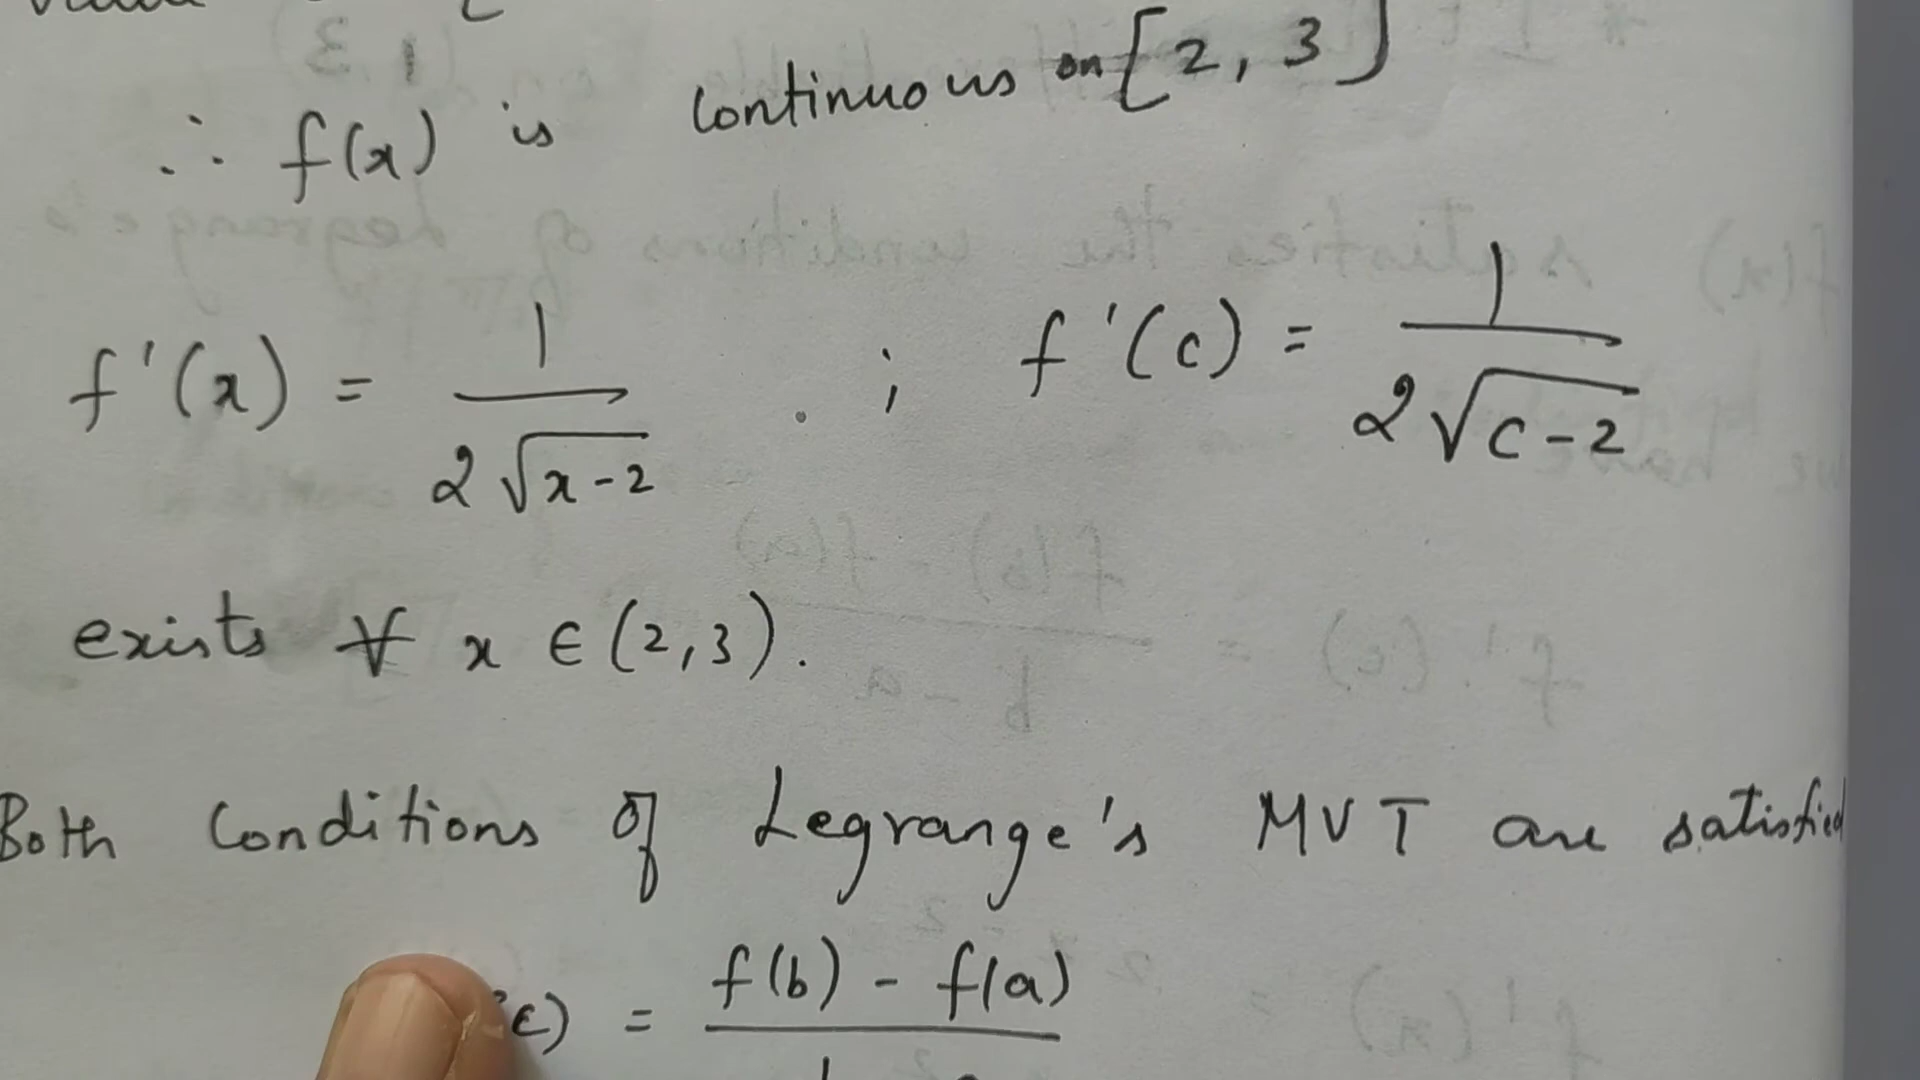 ∴ f(x) is continuous on [2, 3]
f'(x) = 1 / 2√(x-2) ; f'(c) = 1 / 2√(c-2)
exists ∀ x ∈ (2,3).
Both Conditions of Legrange's MVT are satisfied
(c) = f(b) - f(a)